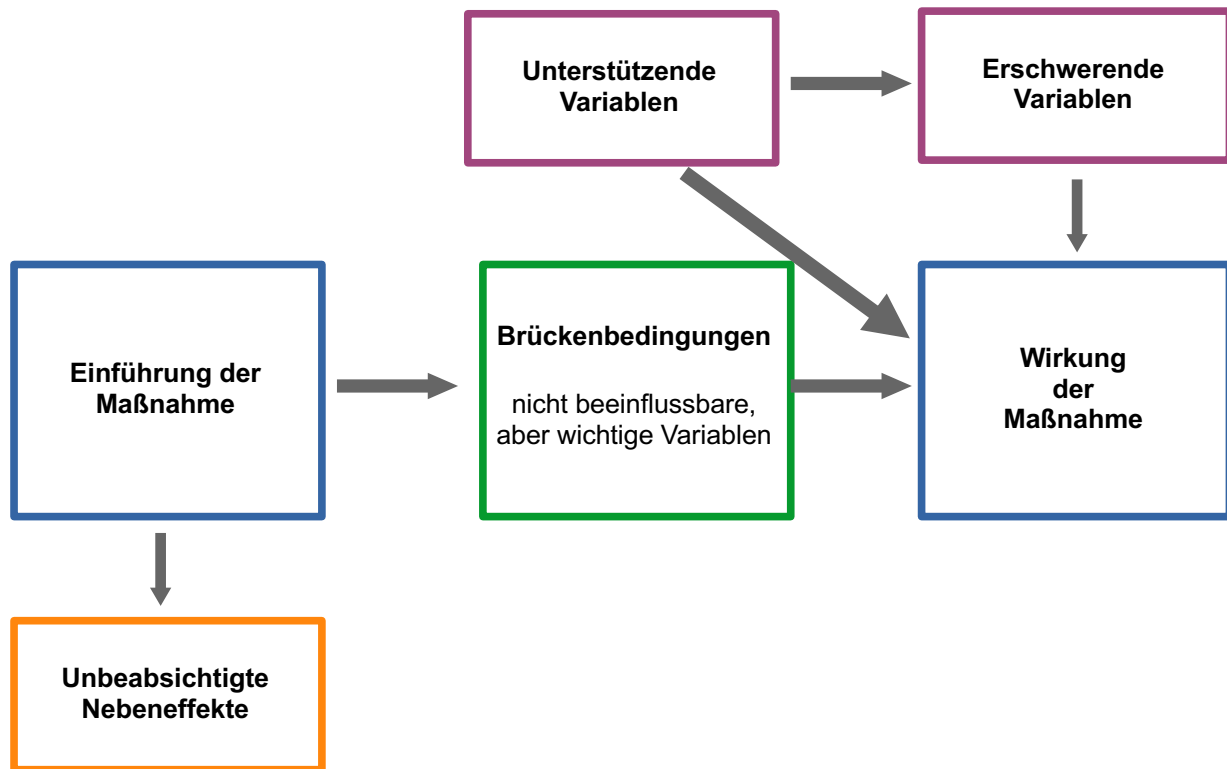 Unterstützende
Variablen
Erschwerende
Variablen
Einführung der
Maßnahme
Brückenbedingungen
nicht beeinflussbare,
aber wichtige Variablen
Wirkung
der
Maßnahme
Unbeabsichtigte
Nebeneffekte